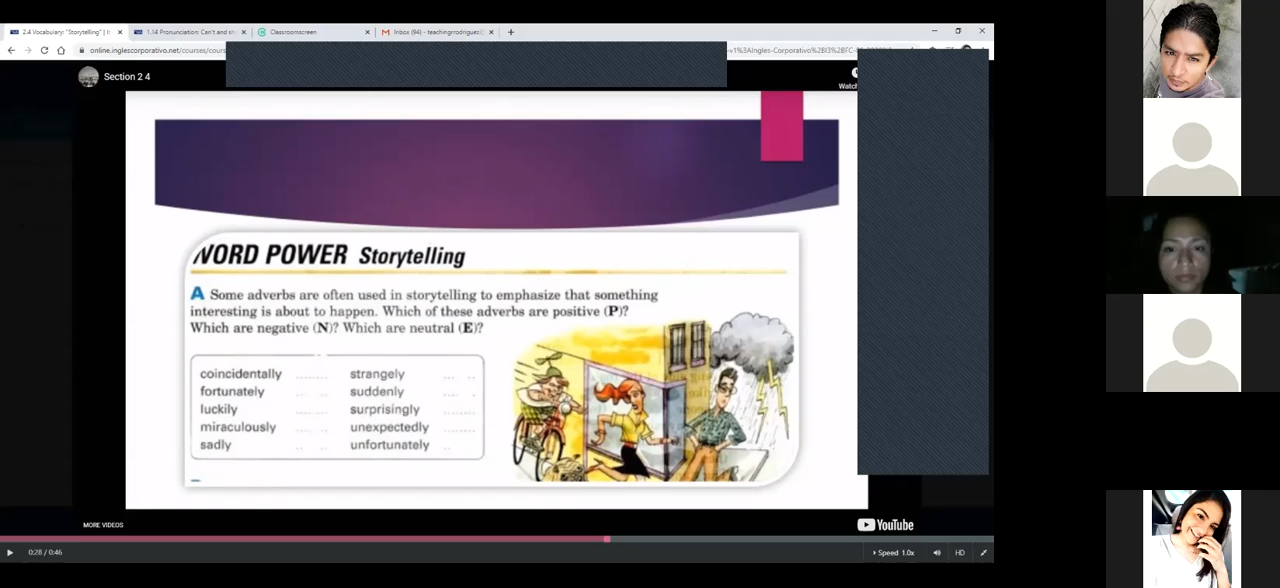 2.4 Vocabulary: "Storytelling" | I
1.14 Pronunciation: Can't and sh
Classroomscreen
Inbox (94) - teachingrrodriguez@
online.inglescorporativo.net/courses/cours
Section 2 4
Watch
WORD POWER Storytelling
A Some adverbs are often used in storytelling to emphasize that something
interesting is about to happen. Which of these adverbs are positive (P)?
Which are negative (N)? Which are neutral (E)?
coincidentally strangely
fortunately suddenly
luckily surprisingly
miraculously unexpectedly
sadly unfortunately
MORE VIDEOS
YouTube
0:28 / 0:46
Speed 1.0x
HD